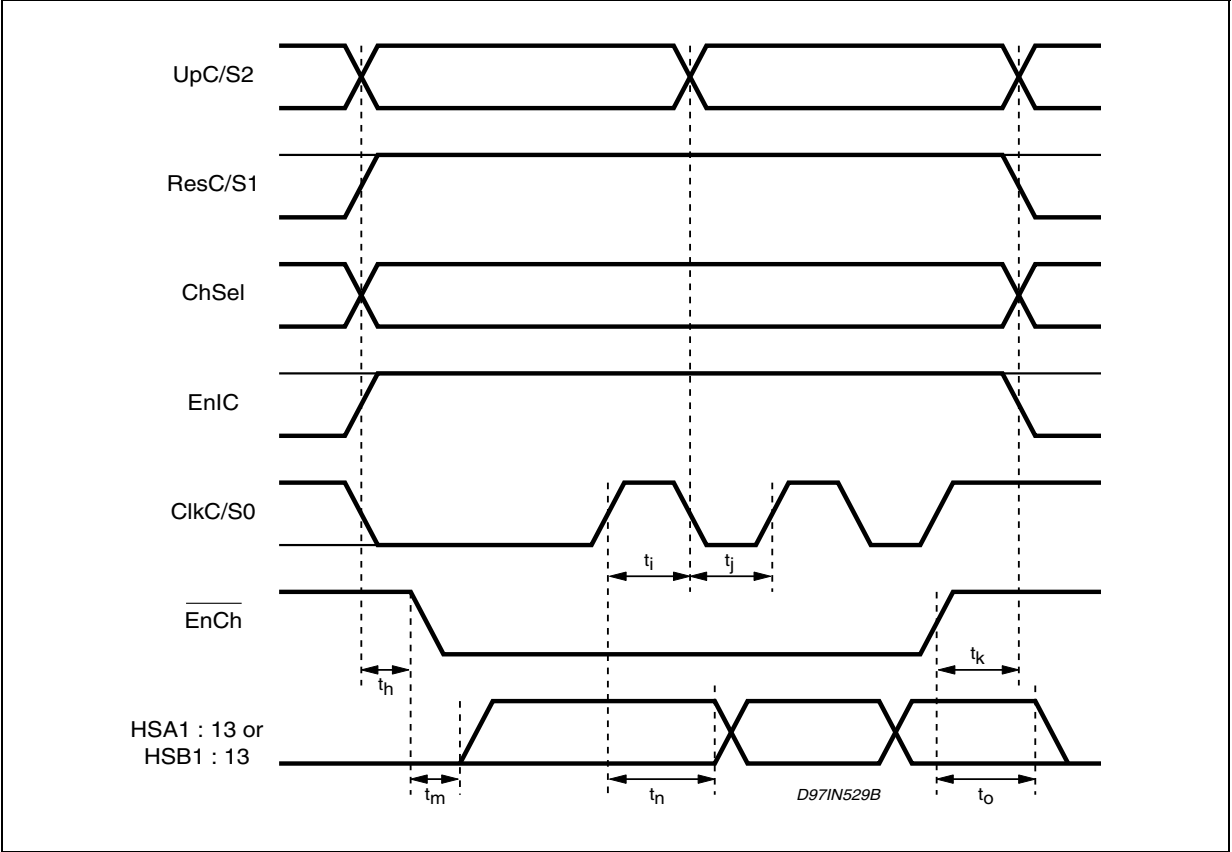 UpC/S2
ResC/S1
ChSel
EnIC
ClkC/S0
ti
tj
EnCh
tk
th
HSA1 : 13 or
HSB1 : 13
tm
tn
D97IN529B
to